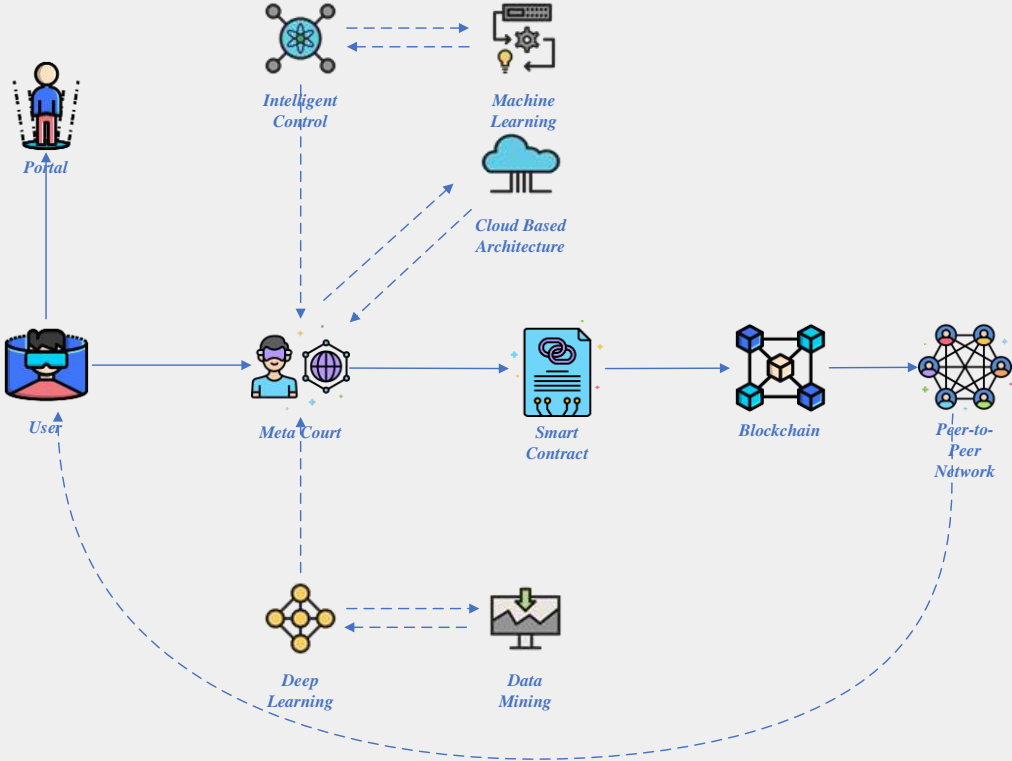 Intelligent
Control
Machine
Learning
Portal
Cloud Based
Architecture
User
Meta Court
Smart
Contract
Blockchain
Peer-to-
Peer
Network
Deep
Learning
Data
Mining